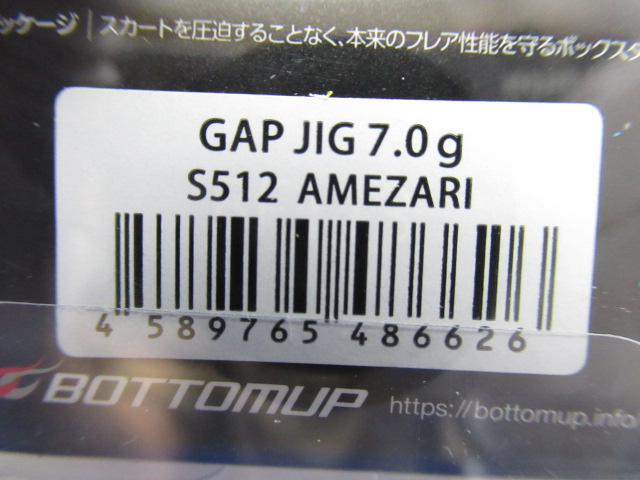 ッケージ | スカートを圧迫することなく、本来のフレア性能を守るボックスタ
GAP JIG 7.0g
S512 AMEZARI
4 589765 486626
BOTTOMUP https://bottomup.info/